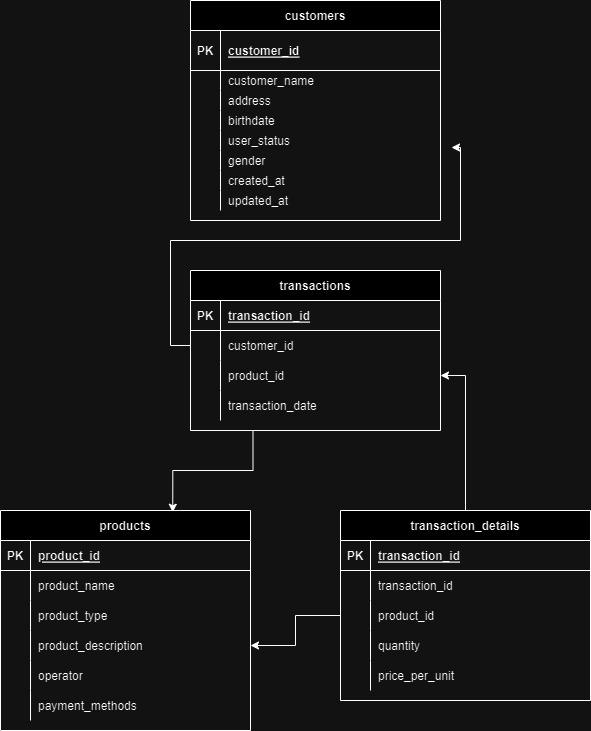 customers
PK customer_id
customer_name
address
birthdate
user_status
gender
created_at
updated_at
transactions
PK transaction_id
customer_id
product_id
transaction_date
products
PK product_id
product_name
product_type
product_description
operator
payment_methods
transaction_details
PK transaction_id
transaction_id
product_id
quantity
price_per_unit